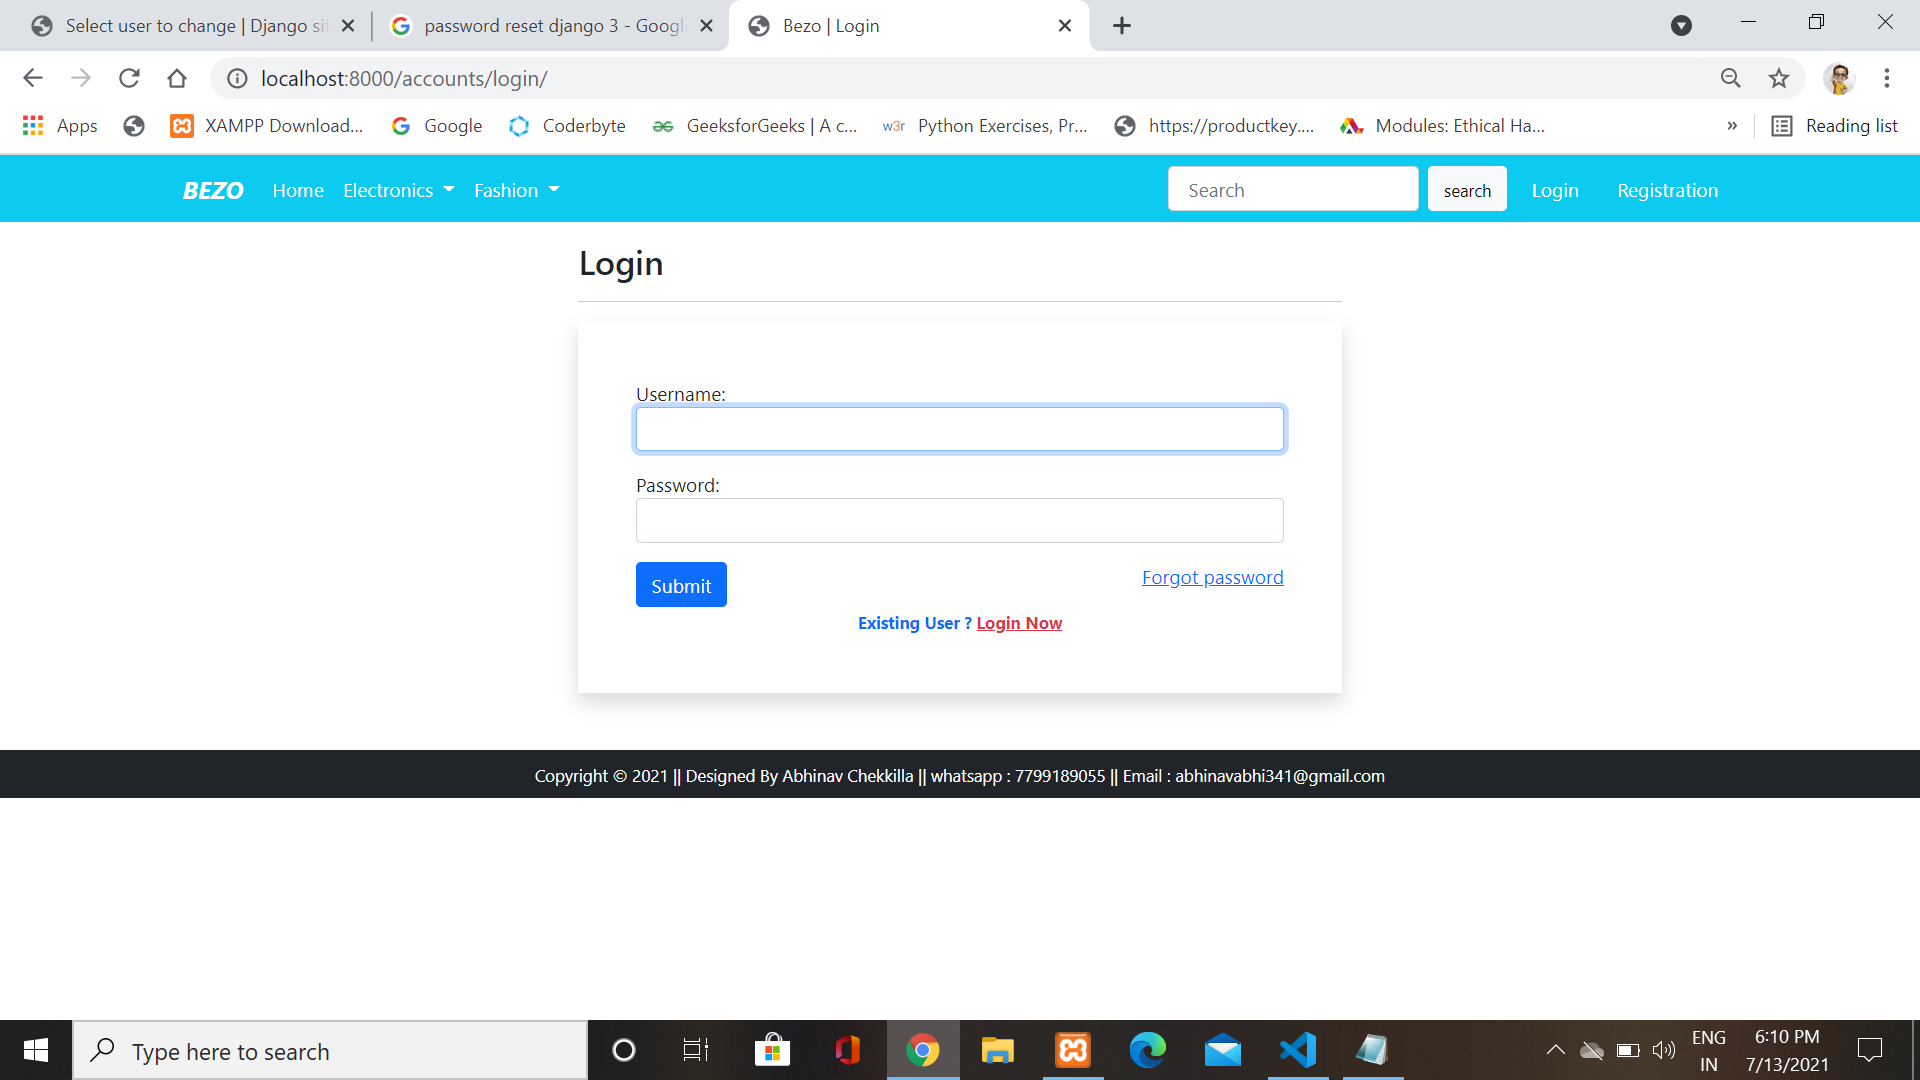 Select user to change | Django si
password reset django 3 - Googl
Bezo | Login
localhost:8000/accounts/login/
Apps
XAMPP Download...
Google
Coderbyte
GeeksforGeeks | A c...
w3r
Python Exercises, Pr...
https://productkey....
Modules: Ethical Ha...
»
Reading list
BEZO
Home
Electronics
Fashion
Search
search
Login
Registration
Login
Username:
Password:
Submit
Forgot password
Existing User ? Login Now
Copyright © 2021 || Designed By Abhinav Chekkilla || whatsapp : 7799189055 || Email : abhinavabhi341@gmail.com
Type here to search
ENG
IN
6:10 PM
7/13/2021